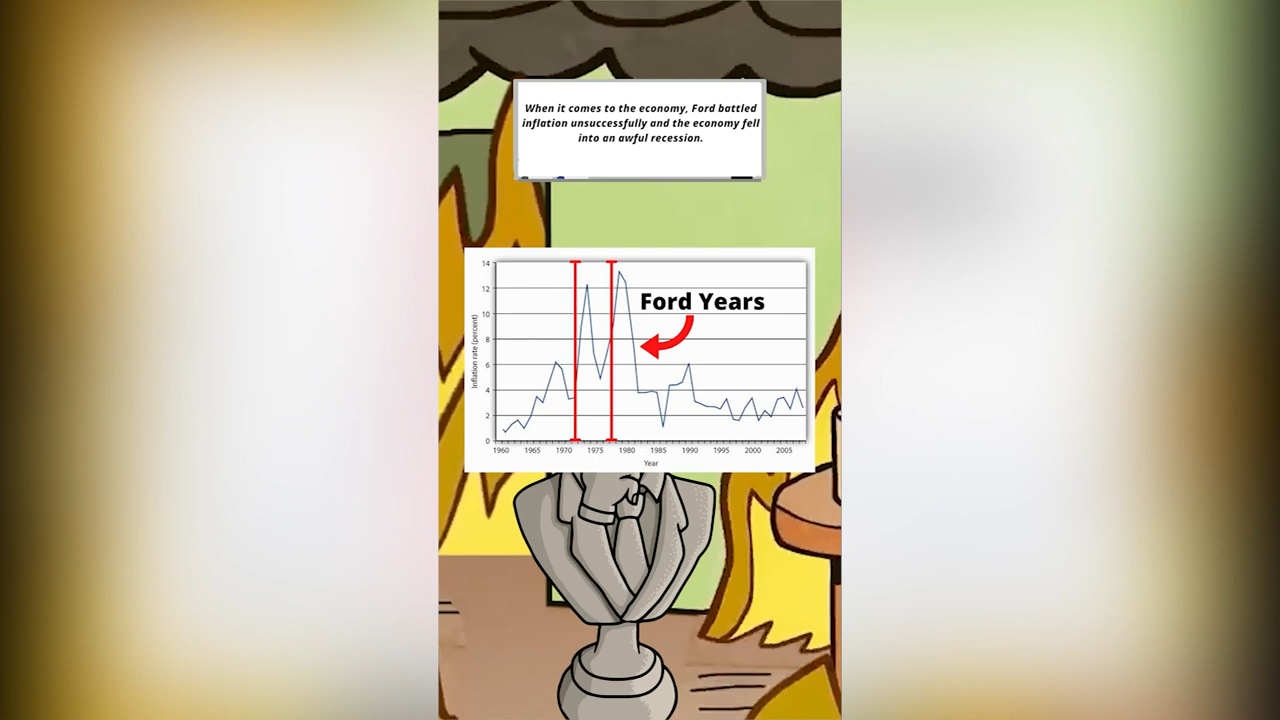 When it comes to the economy, Ford battled
inflation unsuccessfully and the economy fell
into an awful recession.
14
12
10
8
6
4
2
0
Inflation rate (percent)
Ford Years
1960 1965 1970 1975 1980 1985 1990 1995 2000 2005
Year